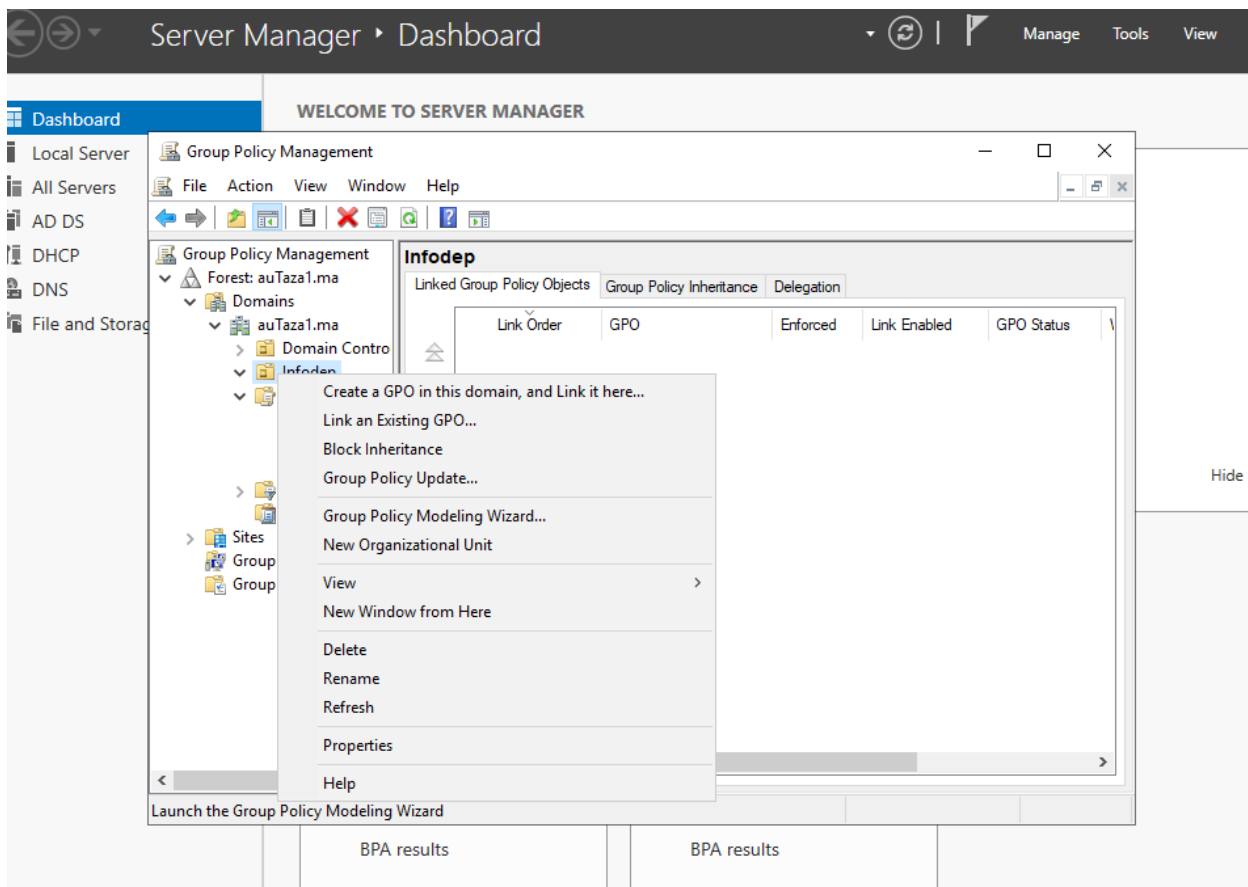 Server Manager ‣ Dashboard
Manage Tools View
Dashboard
Local Server
All Servers
AD DS
DHCP
DNS
File and Storag
WELCOME TO SERVER MANAGER
Group Policy Management
File Action View Window Help
Group Policy Management
Forest: auTaza1.ma
Domains
auTaza1.ma
Domain Contro
Infodep
Sites
Group
Group
Infodep
Linked Group Policy Objects Group Policy Inheritance Delegation
Link Order GPO Enforced Link Enabled GPO Status
Create a GPO in this domain, and Link it here...
Link an Existing GPO...
Block Inheritance
Group Policy Update...
Group Policy Modeling Wizard...
New Organizational Unit
View
New Window from Here
Delete
Rename
Refresh
Properties
Help
Hide
Launch the Group Policy Modeling Wizard
BPA results
BPA results